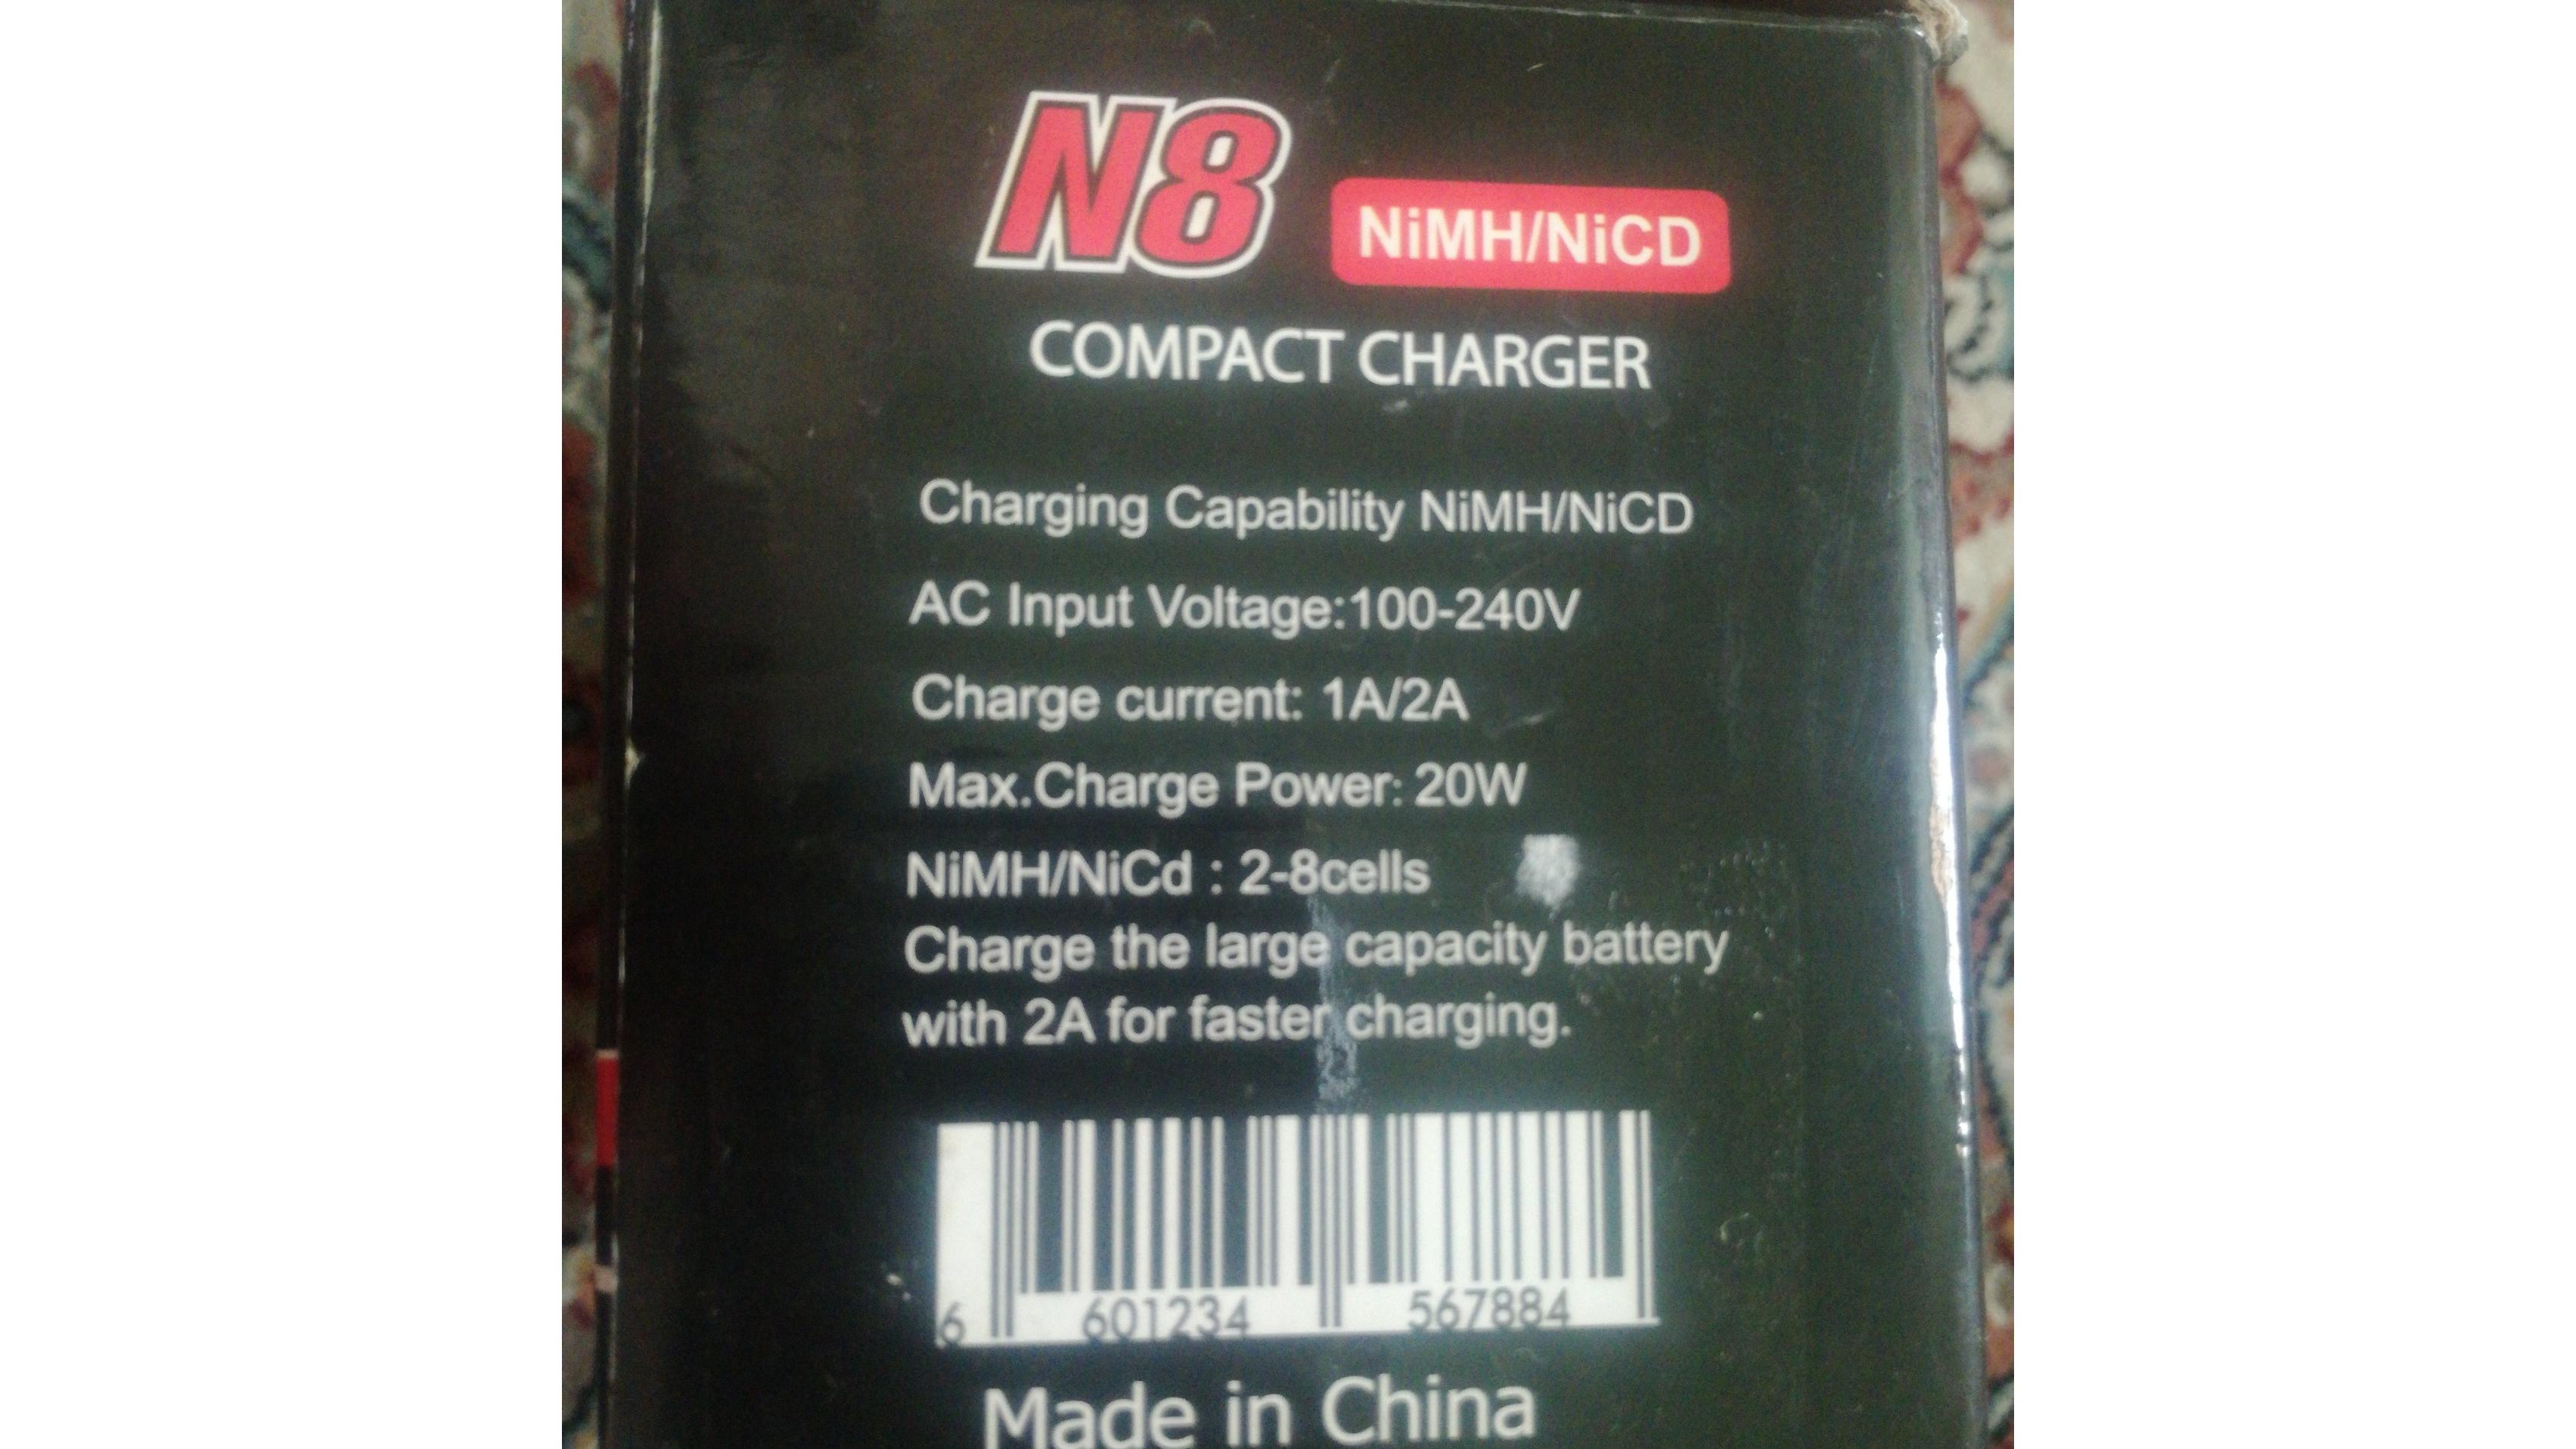 N8 NiMH/NiCD
COMPACT CHARGER
Charging Capability NiMH/NiCD
AC Input Voltage:100-240V
Charge current: 1A/2A
Max.Charge Power: 20W
NiMH/NiCd : 2-8cells
Charge the large capacity battery
with 2A for faster charging.
6 601234 567884
Made in China